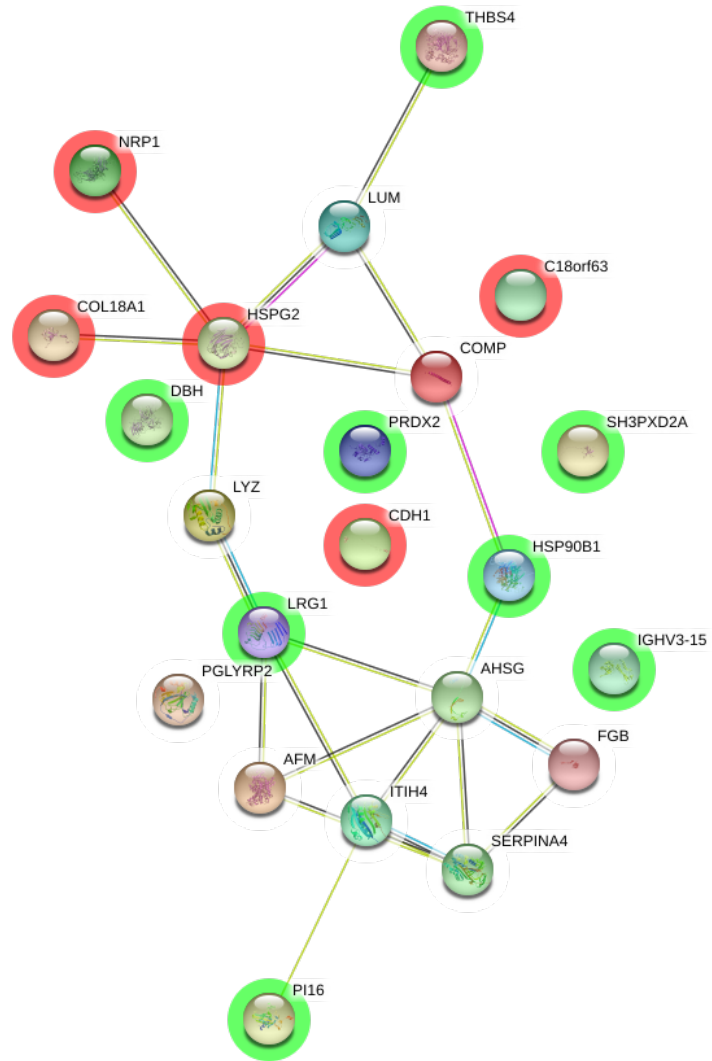 THBS4
NRP1
LUM
C18orf63
COL18A1
HSPG2
COMP
DBH
PRDX2
SH3PXD2A
LYZ
CDH1
HSP90B1
LRG1
IGHV3-15
PGLYRP2
AHSG
FGB
AFM
ITIH4
SERPINA4
PI16